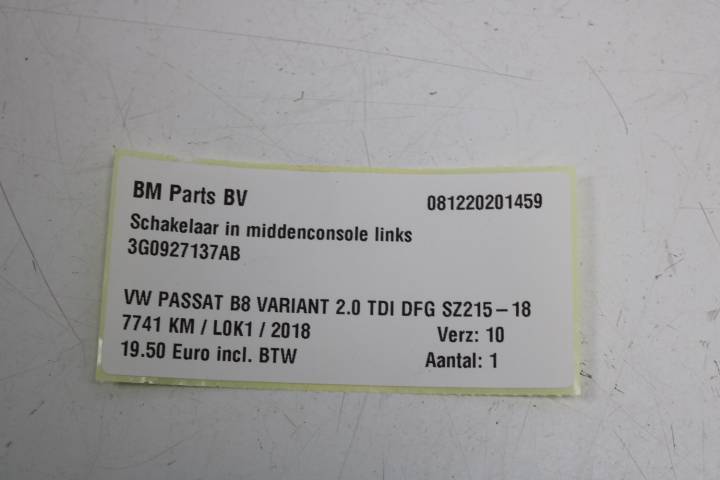 BM Parts BV 081220201459
Schakelaar in middenconsole links
3G0927137AB
VW PASSAT B8 VARIANT 2.0 TDI DFG SZ215-18
7741 KM / L0K1 / 2018 Verz: 10
19.50 Euro incl. BTW Aantal: 1